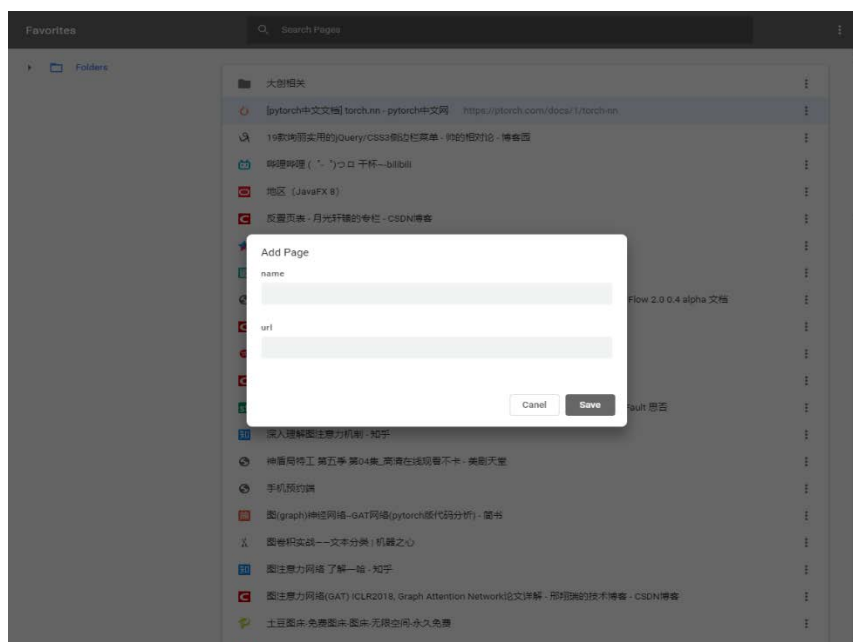 Favorites
Search Pages
Folders
大创相关
[pytorch中文文档] torch.nn - pytorch中文网 https://ptorch.com/docs/1/torch-nn
19款绚丽实用的jQuery/CSS3侧边栏菜单 - 帅的相对论 - 博客园
哔哩哔哩 ( ゜- ゜)つロ 干杯~-bilibili
地区 (JavaFX 8)
反置页表 - 月光轩辕的专栏 - CSDN博客
Add Page
name
Flow 2.0 0.4 alpha 文档
url
Canel
Save
Fault 思否
深入理解图注意力机制 - 知乎
神盾局特工 第五季 第04集_高清在线观看不卡 - 美剧天堂
手机预约端
图(graph)神经网络--GAT网络(pytorch版代码分析) - 简书
图卷积实战——文本分类 | 机器之心
图注意力网络 了解一哈 - 知乎
图注意力网络(GAT) ICLR2018, Graph Attention Network论文详解 - 邢翔瑞的技术博客 - CSDN博客
土豆图床-免费图床-图床-无限空间-永久免费